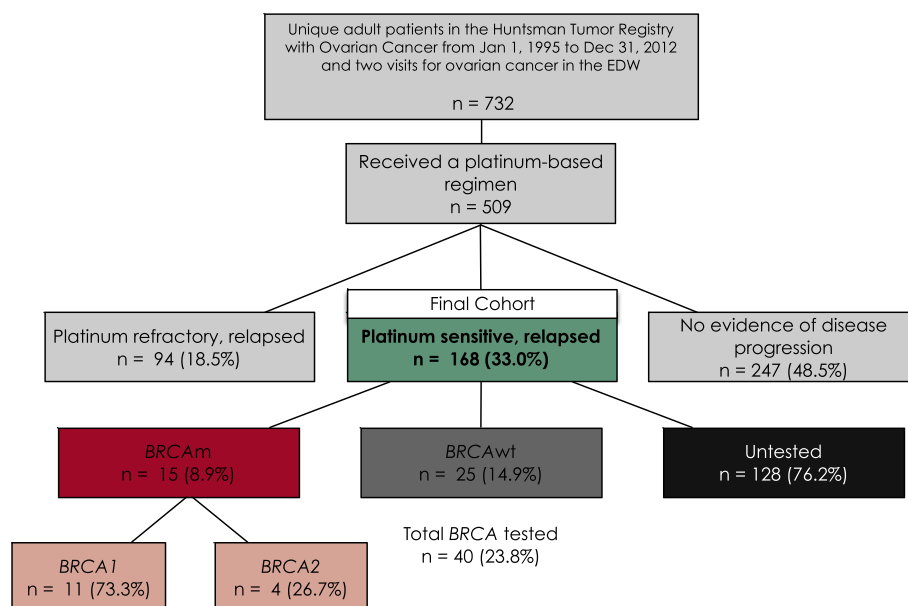 Unique adult patients in the Huntsman Tumor Registry
with Ovarian Cancer from Jan 1, 1995 to Dec 31, 2012
and two visits for ovarian cancer in the EDW
n = 732
Received a platinum-based
regimen
n = 509
Final Cohort
Platinum refractory, relapsed
n = 94 (18.5%)
Platinum sensitive, relapsed
n = 168 (33.0%)
No evidence of disease
progression
n = 247 (48.5%)
BRCAm
n = 15 (8.9%)
BRCAwt
n = 25 (14.9%)
Untested
n = 128 (76.2%)
Total BRCA tested
n = 40 (23.8%)
BRCA1
n = 11 (73.3%)
BRCA2
n = 4 (26.7%)